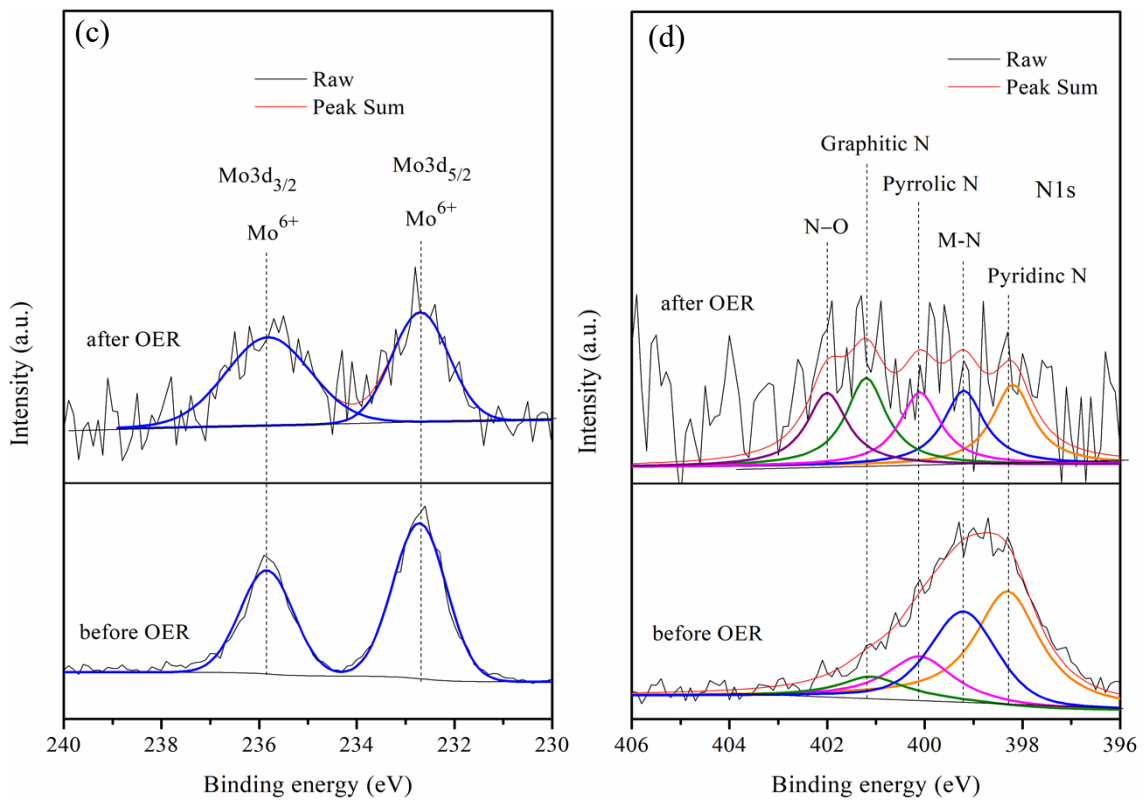 (c)
Raw
Peak Sum
Mo3d3/2
Mo3d5/2
Mo6+
Mo6+
after OER
before OER
Intensity (a.u.)
240 238 236 234 232 230
Binding energy (eV)
(d)
Raw
Peak Sum
Graphitic N
Pyrrolic N
N1s
N–O
M-N
Pyridinc N
after OER
before OER
Intensity (a.u.)
406 404 402 400 398 396
Binding energy (eV)